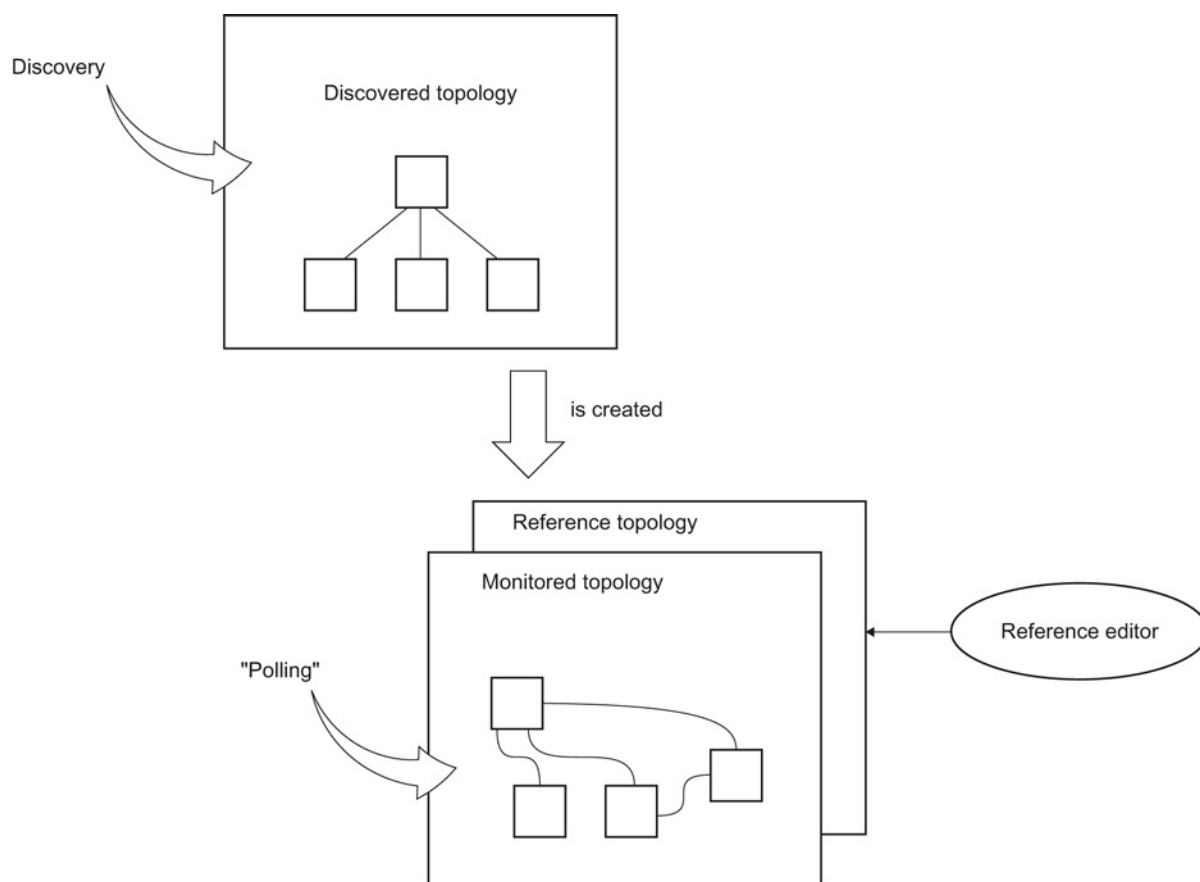 Discovery
Discovered topology
is created
Reference topology
Monitored topology
Reference editor
"Polling"